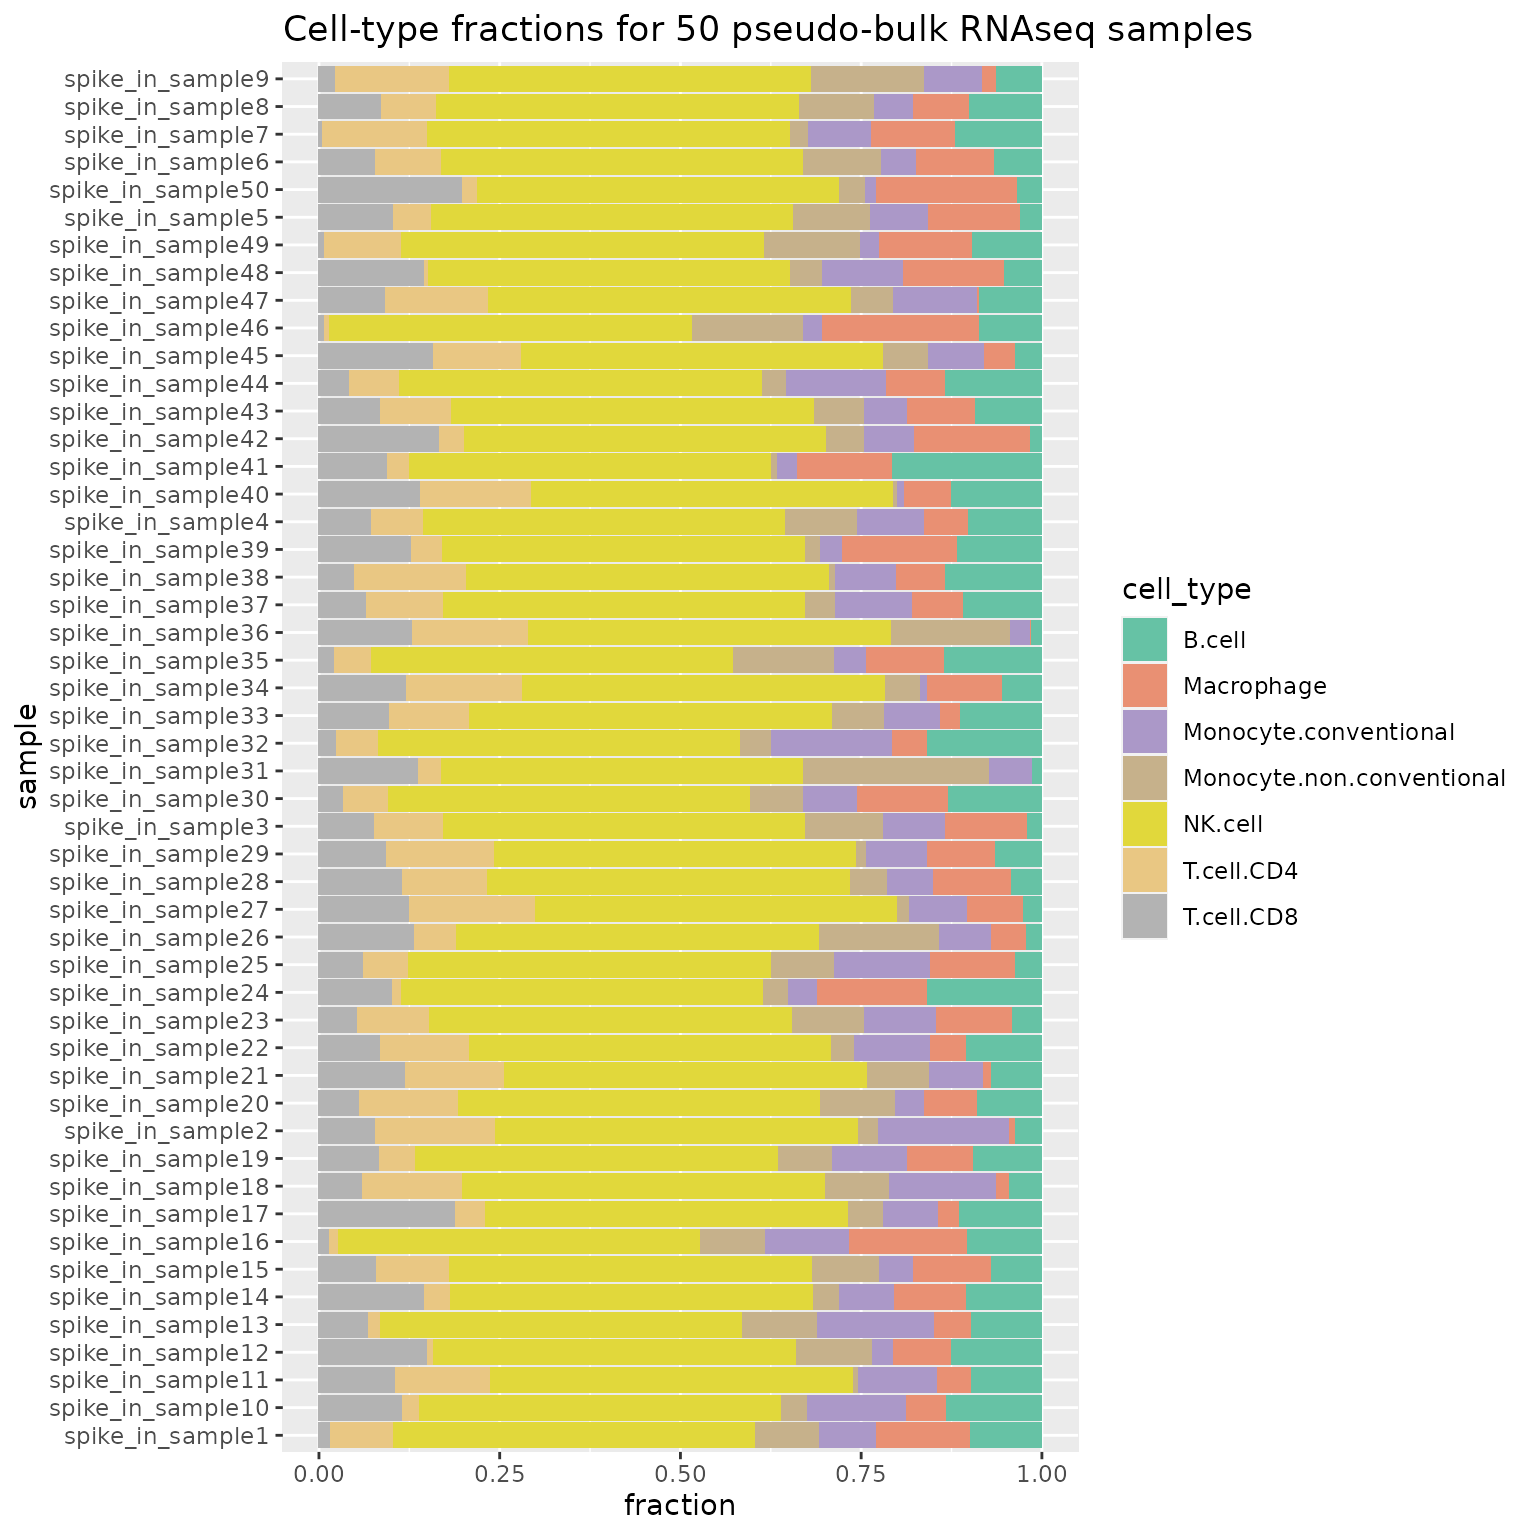 Cell-type fractions for 50 pseudo-bulk RNAseq samples
spike_in_sample9
spike_in_sample8
spike_in_sample7
spike_in_sample6
spike_in_sample50
spike_in_sample5
spike_in_sample49
spike_in_sample48
spike_in_sample47
spike_in_sample46
spike_in_sample45
spike_in_sample44
spike_in_sample43
spike_in_sample42
spike_in_sample41
spike_in_sample40
spike_in_sample4
spike_in_sample39
spike_in_sample38
spike_in_sample37
spike_in_sample36
spike_in_sample35
spike_in_sample34
spike_in_sample33
spike_in_sample32
spike_in_sample31
spike_in_sample30
spike_in_sample3
spike_in_sample29
spike_in_sample28
spike_in_sample27
spike_in_sample26
spike_in_sample25
spike_in_sample24
spike_in_sample23
spike_in_sample22
spike_in_sample21
spike_in_sample20
spike_in_sample2
spike_in_sample19
spike_in_sample18
spike_in_sample17
spike_in_sample16
spike_in_sample15
spike_in_sample14
spike_in_sample13
spike_in_sample12
spike_in_sample11
spike_in_sample10
spike_in_sample1
sample
0.00 0.25 0.50 0.75 1.00
fraction
cell_type
B.cell
Macrophage
Monocyte.conventional
Monocyte.non.conventional
NK.cell
T.cell.CD4
T.cell.CD8